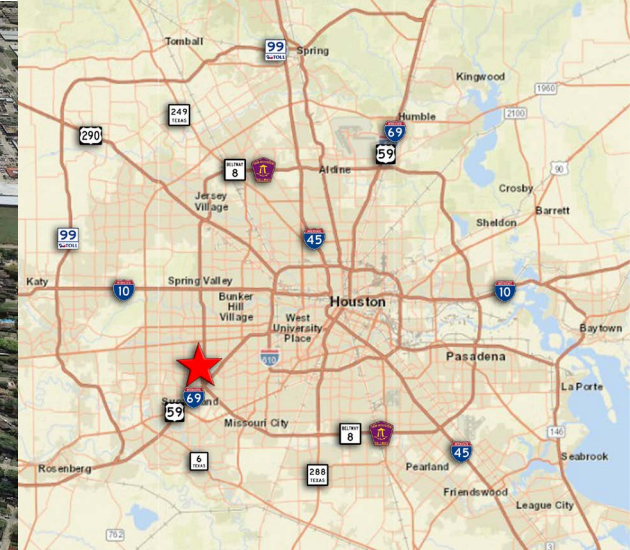 Tomball
99
TOLL
Spring
Kingwood
1960
249
TEXAS
2100
Humble
69
290
59
BELTWAY
8
Aldine
90
Crosby
Jersey
Village
Barrett
Sheldon
99
TOLL
45
Katy
Spring Valley
10
10
Bunker
Hill
Village
Houston
West
University
Place
Baytown
610
Pasadena
La Porte
69
59
Missouri City
BELTWAY
8
146
45
Seabrook
6
TEXAS
Rosenberg
288
TEXAS
Pearland
Friendswood
League City
762
3